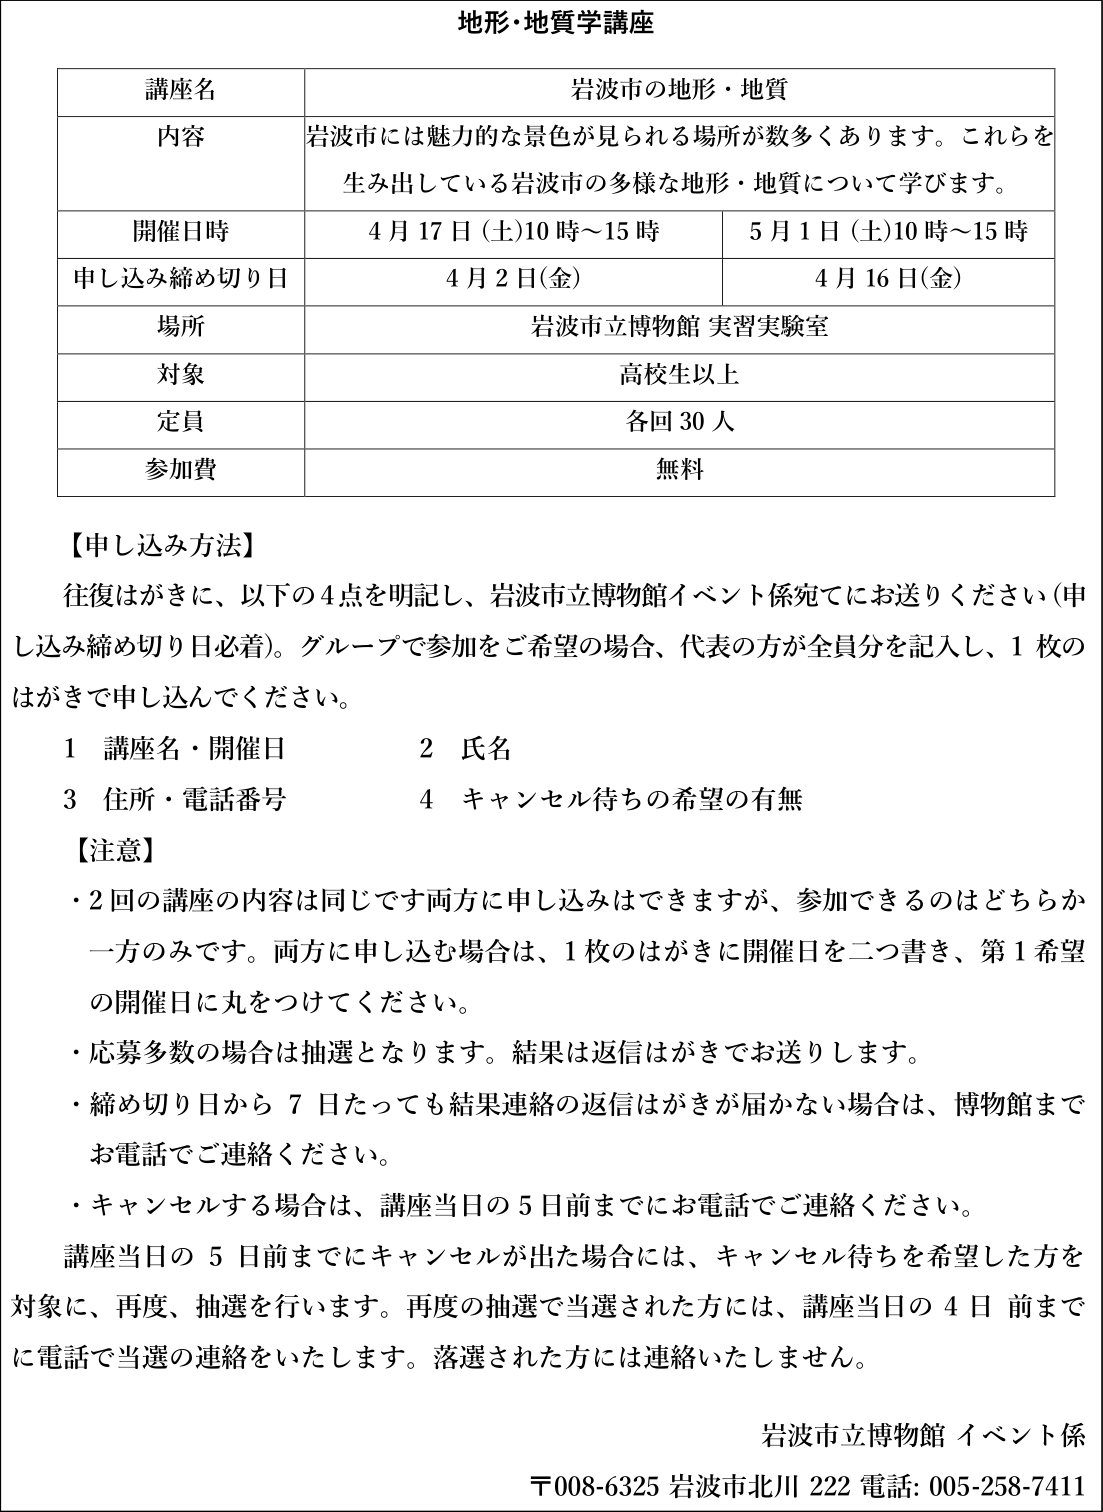 地形･地質学講座
講座名 岩波市の地形・地質
内容 岩波市には魅力的な景色が見られる場所が数多くあります。これらを
生み出している岩波市の多様な地形・地質について学びます。
開催日時 4 月 17 日 (土)10 時～15 時 5 月 1 日 (土)10 時～15 時
申し込み締め切り日 4 月 2 日(金) 4 月 16 日(金)
場所 岩波市立博物館 実習実験室
対象 高校生以上
定員 各回 30 人
参加費 無料
【申し込み方法】
往復はがきに、以下の4点を明記し、岩波市立博物館イベント係宛てにお送りください(申
し込み締め切り日必着)。グループで参加をご希望の場合、代表の方が全員分を記入し、1 枚の
はがきで申し込んでください。
1 講座名・開催日 2 氏名
3 住所・電話番号 4 キャンセル待ちの希望の有無
【注意】
・2 回の講座の内容は同じです両方に申し込みはできますが、参加できるのはどちらか
一方のみです。両方に申し込む場合は、1 枚のはがきに開催日を二つ書き、第 1 希望
の開催日に丸をつけてください。
・応募多数の場合は抽選となります。結果は返信はがきでお送りします。
・締め切り日から 7 日たっても結果連絡の返信はがきが届かない場合は、博物館まで
お電話でご連絡ください。
・キャンセルする場合は、講座当日の 5 日前までにお電話でご連絡ください。
講座当日の 5 日前までにキャンセルが出た場合には、キャンセル待ちを希望した方を
対象に、再度、抽選を行います。再度の抽選で当選された方には、講座当日の 4 日 前まで
に電話で当選の連絡をいたします。落選された方には連絡いたしません。
岩波市立博物館 イベント係
〒008-6325 岩波市北川 222 電話: 005-258-7411